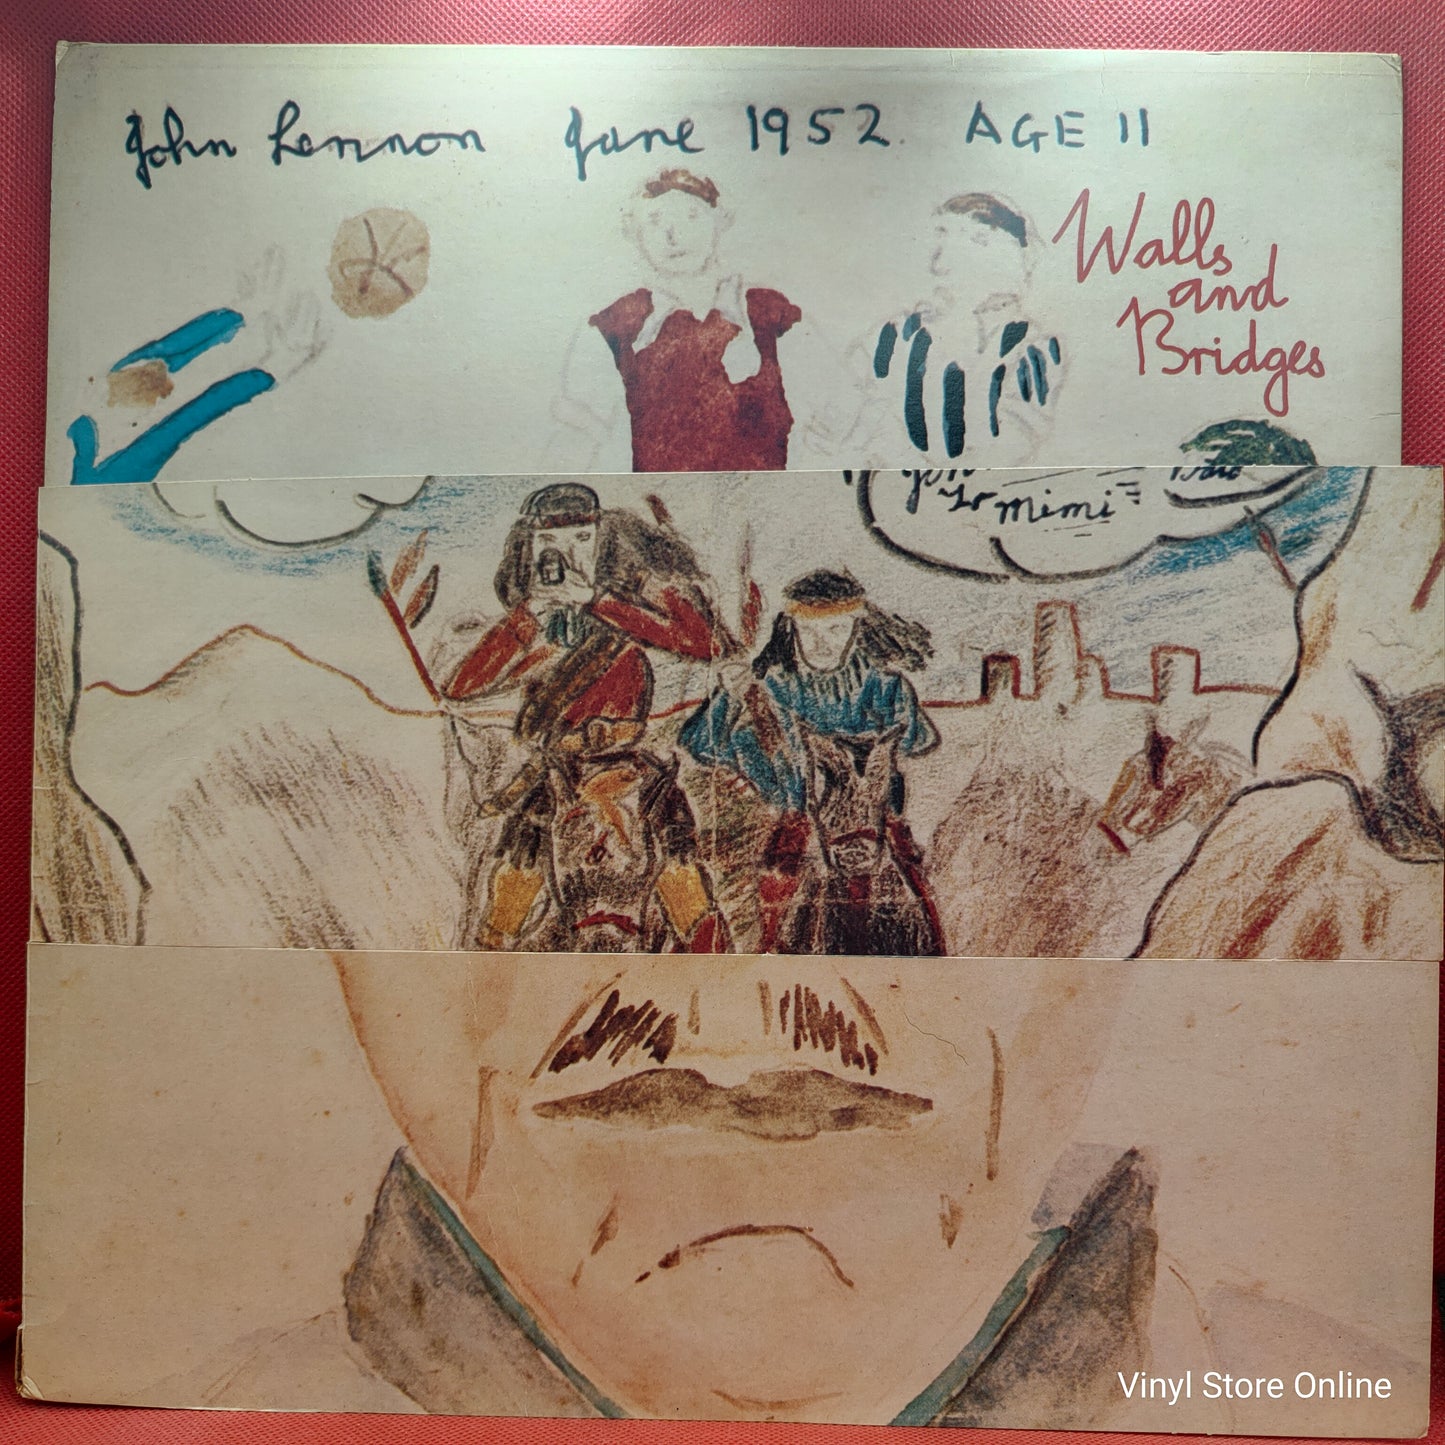 John Lennon June 1952. AGE 11
Walls
and
Bridges
To mimi
Vinyl Store Online